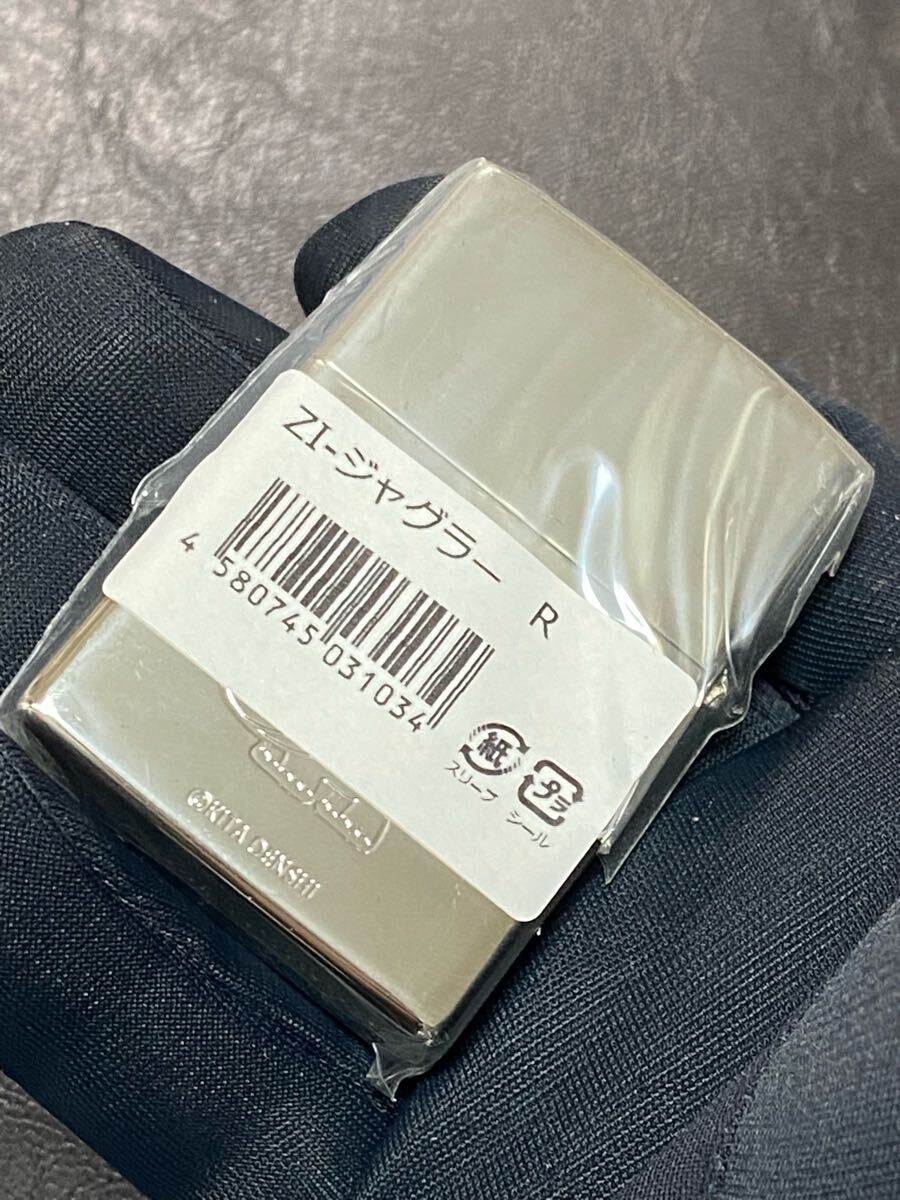 ZI-ジャグラー
R
4 580745 031034
紙
スリーブ
プラ
シール
©KITA DENSHI